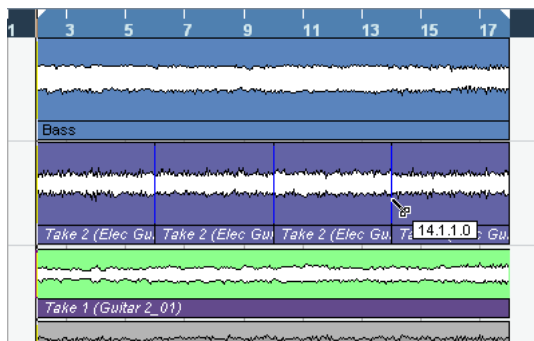 1 3 5 7 9 11 13 15 17
Bass
Take 2 (Elec Gu Take 2 (Elec Gu Take 2 (Elec Gu Gu
14.1.1.0
Take 1 (Guitar 2_01)